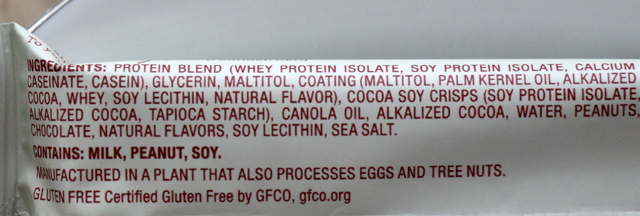 INGREDIENTS: PROTEIN BLEND (WHEY PROTEIN ISOLATE, SOY PROTEIN ISOLATE, CALCIUM
CASEINATE, CASEIN), GLYCERIN, MALTITOL, COATING (MALTITOL, PALM KERNEL OIL, ALKALIZED
COCOA, WHEY, SOY LECITHIN, NATURAL FLAVOR), COCOA SOY CRISPS (SOY PROTEIN ISOLATE,
ALKALIZED COCOA, TAPIOCA STARCH), CANOLA OIL, ALKALIZED COCOA, WATER, PEANUTS,
CHOCOLATE, NATURAL FLAVORS, SOY LECITHIN, SEA SALT.
CONTAINS: MILK, PEANUT, SOY.
MANUFACTURED IN A PLANT THAT ALSO PROCESSES EGGS AND TREE NUTS.
GLUTEN FREE Certified Gluten Free by GFCO, gfco.org